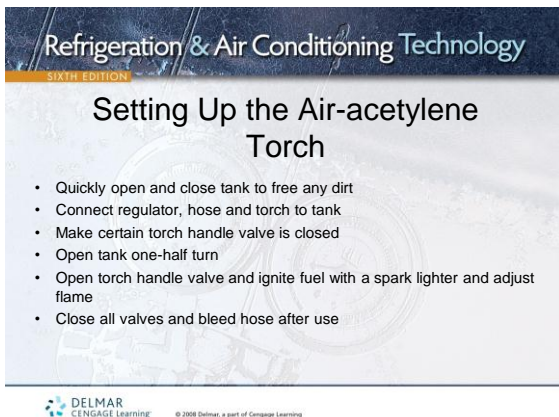 Refrigeration & Air Conditioning Technology
SIXTH EDITION
Setting Up the Air-acetylene
Torch
• Quickly open and close tank to free any dirt
• Connect regulator, hose and torch to tank
• Make certain torch handle valve is closed
• Open tank one-half turn
• Open torch handle valve and ignite fuel with a spark lighter and adjust
flame
• Close all valves and bleed hose after use
DELMAR
CENGAGE Learning
© 2008 Delmar, a part of Cengage Learning